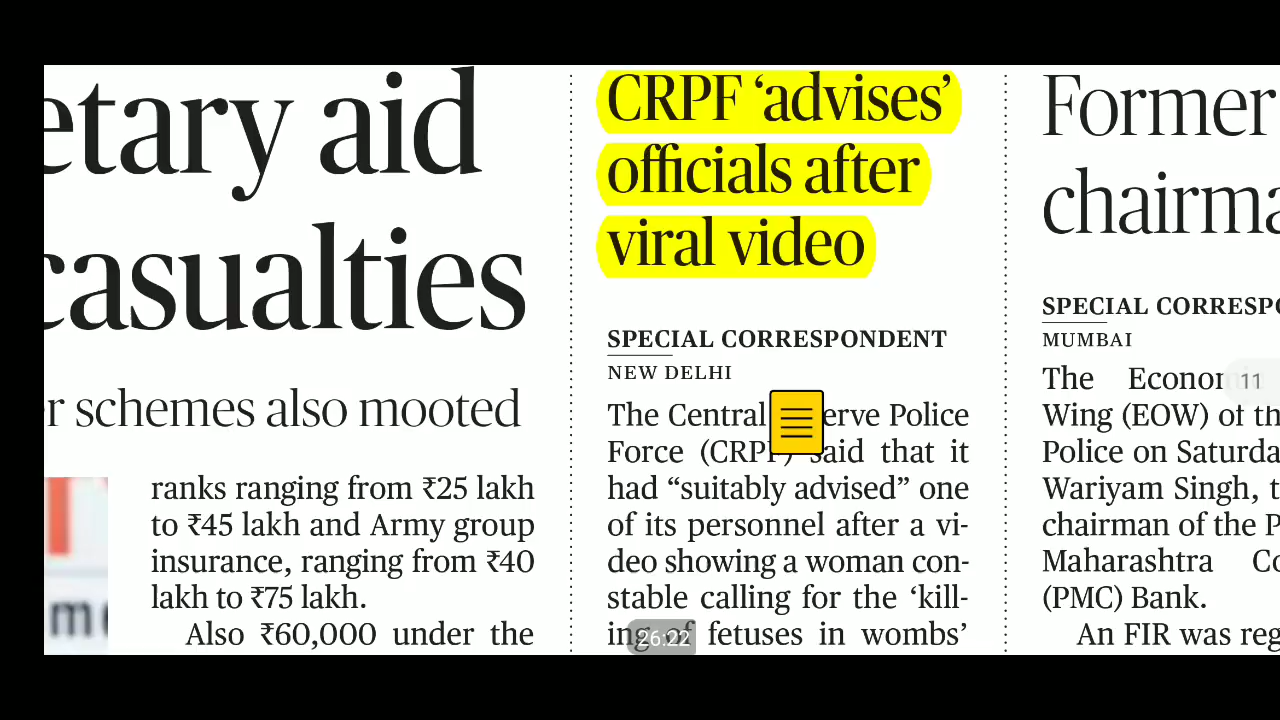 etary aid
casualties
r schemes also mooted
ranks ranging from ₹25 lakh
to ₹45 lakh and Army group
insurance, ranging from ₹40
lakh to ₹75 lakh.
Also ₹60,000 under the
CRPF ‘advises’
officials after
viral video
SPECIAL CORRESPONDENT
NEW DELHI
The Central erve Police
Force (CRPF) said that it
had “suitably advised” one
of its personnel after a vi-
deo showing a woman con-
stable calling for the ‘kill-
ing of fetuses in wombs’
26:22
Former
chairma
SPECIAL CORRESPO
MUMBAI
The Econom
11
Wing (EOW) of th
Police on Saturda
Wariyam Singh, t
chairman of the P
Maharashtra Co
(PMC) Bank.
An FIR was reg